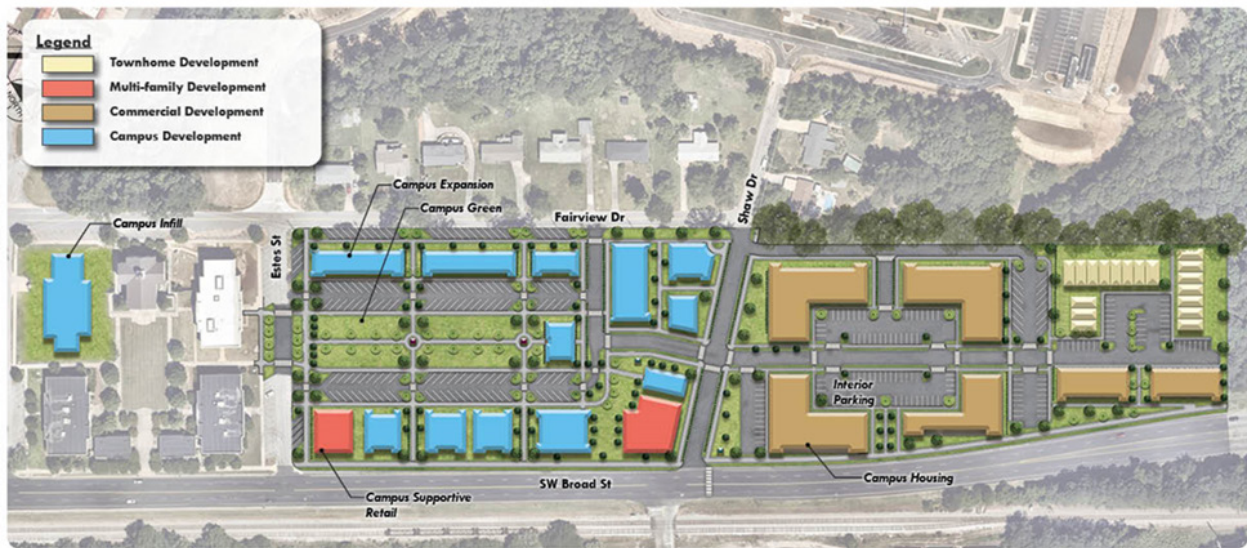 Legend
Townhome Development
Multi-family Development
Commercial Development
Campus Development
Campus Expansion
Campus Green
Fairview Dr
Shaw Dr
Campus Infill
Estes St
Interior
Parking
SW Broad St
Campus Housing
Campus Supportive
Retail